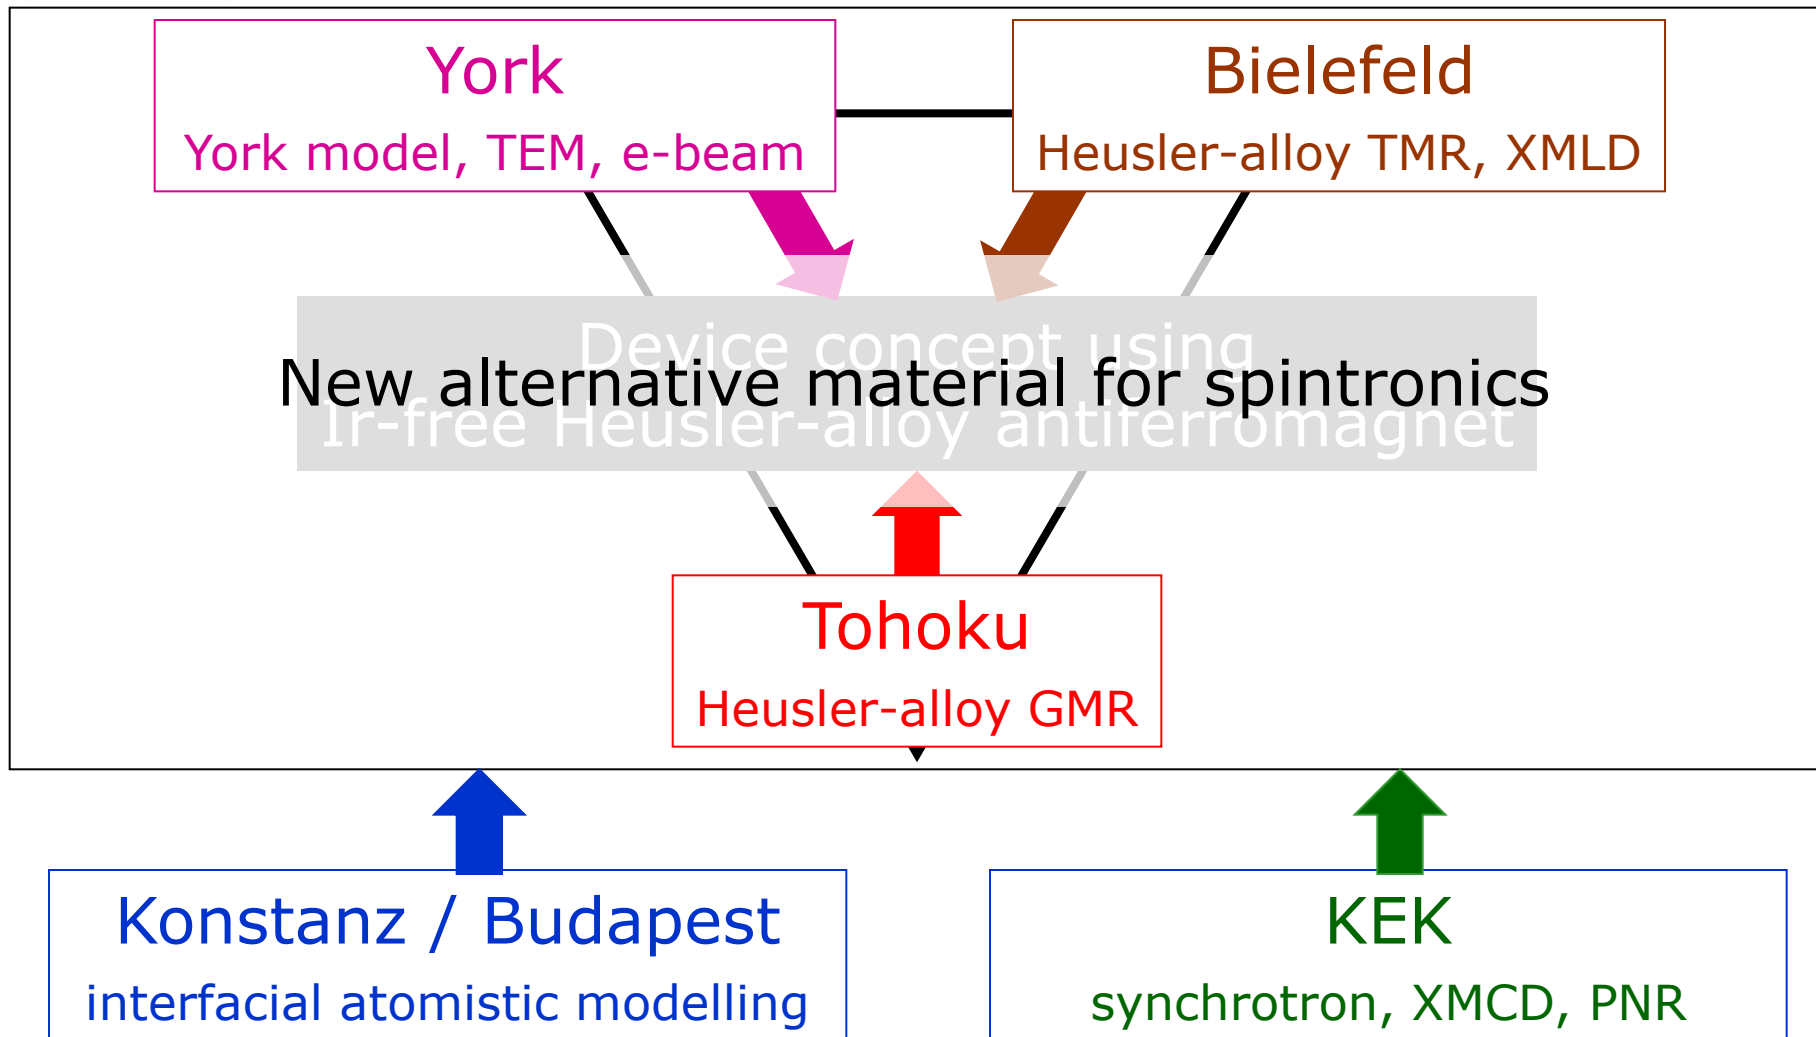 York
York model, TEM, e-beam
Bielefeld
Heusler-alloy TMR, XMLD
Device concept using
New alternative material for spintronics
Ir-free Heusler-alloy antiferromagnet
Tohoku
Heusler-alloy GMR
Konstanz / Budapest
interfacial atomistic modelling
KEK
synchrotron, XMCD, PNR